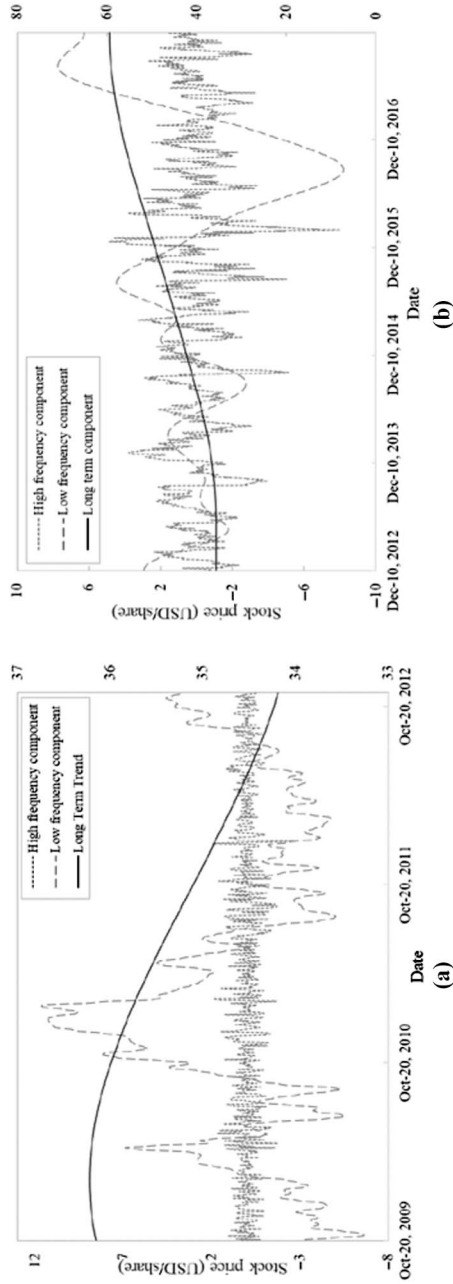 High frequency component
Low frequency component
Long Term Trend
Stock price (USD/share)
12
7
2
−3
−8
37
36
35
34
33
Oct-20, 2009
Oct-20, 2010
Oct-20, 2011
Oct-20, 2012
Date
(a)
High frequency component
Low frequency component
Long term component
Stock price (USD/share)
10
6
2
−2
−6
−10
80
60
40
20
0
Dec-10, 2012
Dec-10, 2013
Dec-10, 2014
Dec-10, 2015
Dec-10, 2016
Date
(b)